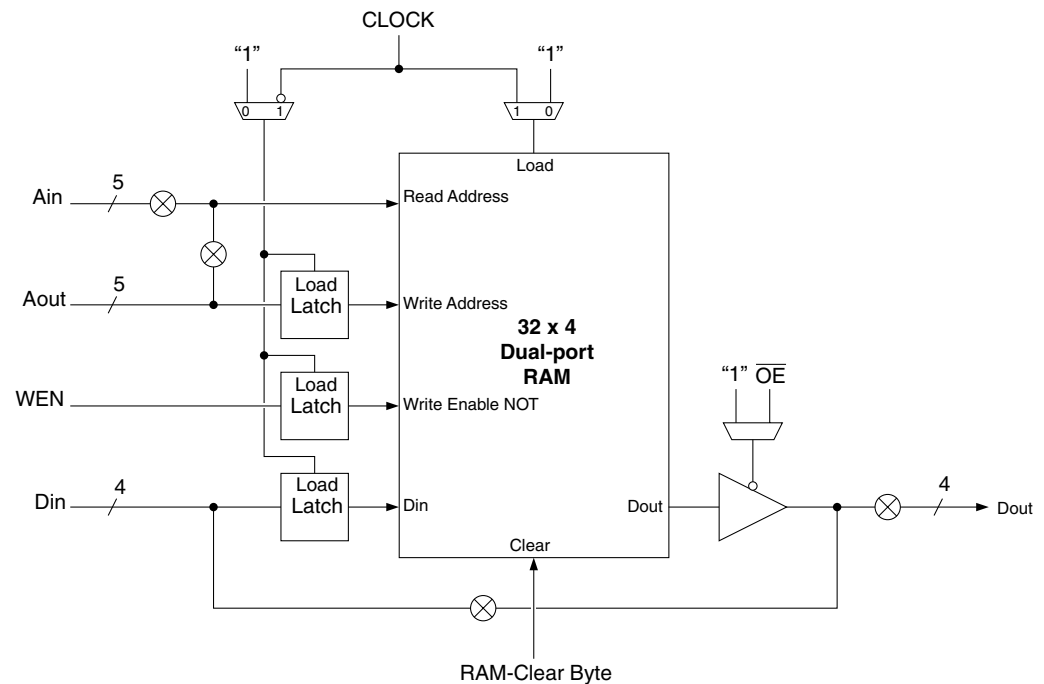 CLOCK
“1” “1”
0 1 1 0
Load
Ain 5 Read Address
Aout 5 Load
Latch Write Address
32 x 4
Dual-port
RAM
WEN Load
Latch Write Enable NOT
“1” OE
Din 4 Load
Latch Din Dout 4 Dout
Clear
RAM-Clear Byte